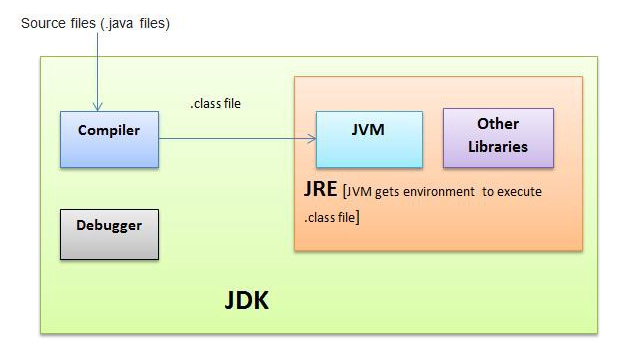 Source files (.java files)
.class file
Compiler
JVM
Other
Libraries
JRE [JVM gets environment to execute
.class file]
Debugger
JDK